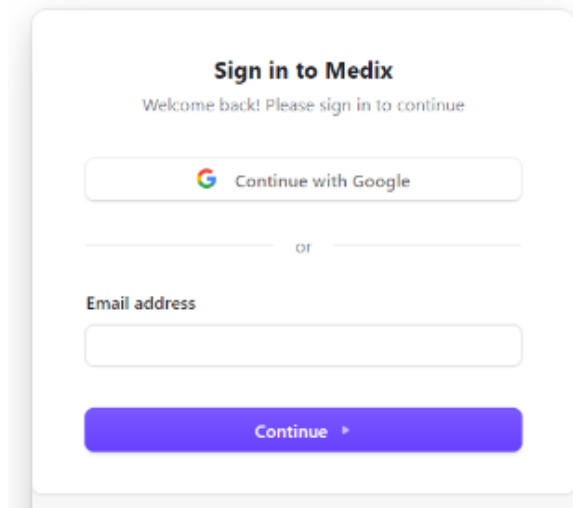 Sign in to Medix
Welcome back! Please sign in to continue
Continue with Google
or
Email address
Continue